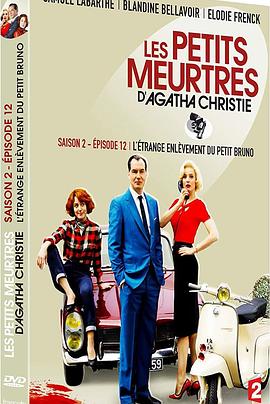 SAMUEL LABARTHE | BLANDINE BELLAVOIR | ELODIE FRENCK
LES PETITS
MEURTRES
D'AGATHA CHRISTIE
SAISON 2 - ÉPISODE 12 | L'ÉTRANGE ENLÈVEMENT DU PETIT BRUNO
59
2
LES PETITS MEURTRES
D'AGATHA CHRISTIE
SAISON 2 - ÉPISODE 12
L'ÉTRANGE ENLÈVEMENT DU PETIT BRUNO
DVD